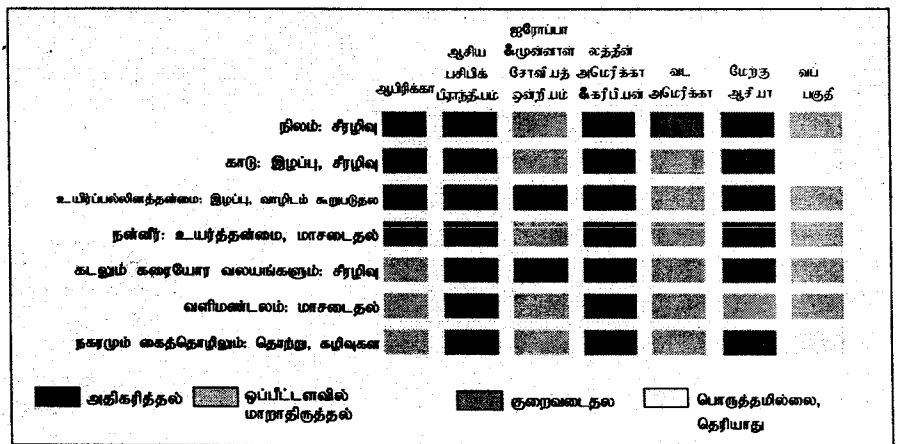 ஐரோப்பா
ஆசிய &முன்னாள் லத்தீன்
பசிபிக் சோவியத் அமெரிக்கா வட மேற்கு வட
ஆபிரிக்கா பிராந்தியம் ஒன்றியம் &கரிபியன் அமெரிக்கா ஆசியா பகுதி
நிலம்: சீரழிவு
காடு: இழப்பு, சீரழிவு
உயிர்ப்பல்லினத்தன்மை: இழப்பு, வாழிடம் கூறுபடுதல
நன்னீர்: உயர்த்தன்மை, மாசடைதல்
கடலும் கரையோர வலயங்களும்: சீரழிவு
வளிமண்டலம்: மாசடைதல்
நகரமும் கைத்தொழிலும்: தொற்று, கழிவுகள
அதிகரித்தல் ஒப்பீட்டளவில் குறைவடைதல பொருத்தமில்லை,
மாறாதிருத்தல் தெரியாது